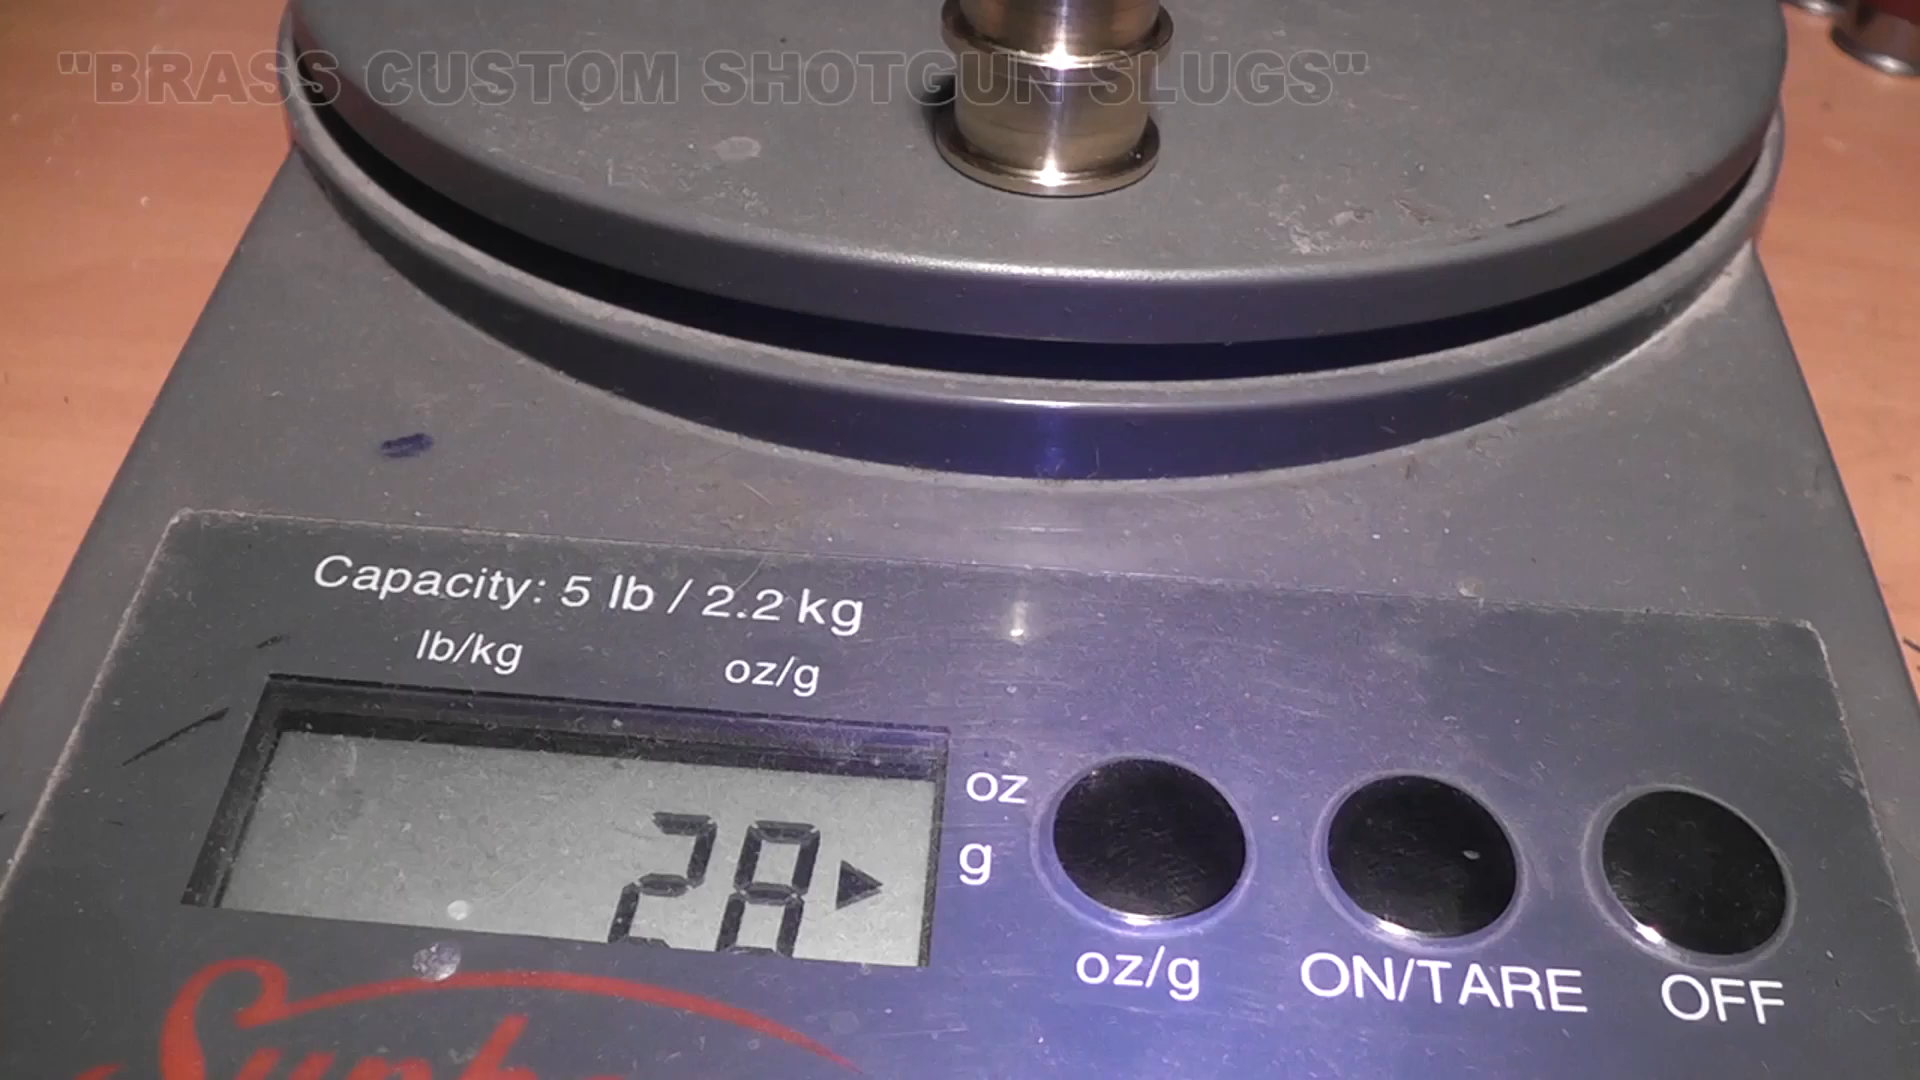 "BRASS CUSTOM SHOTGUN SLUGS"
Capacity: 5 lb / 2.2 kg
lb/kg oz/g
oz
g
28
oz/g ON/TARE OFF